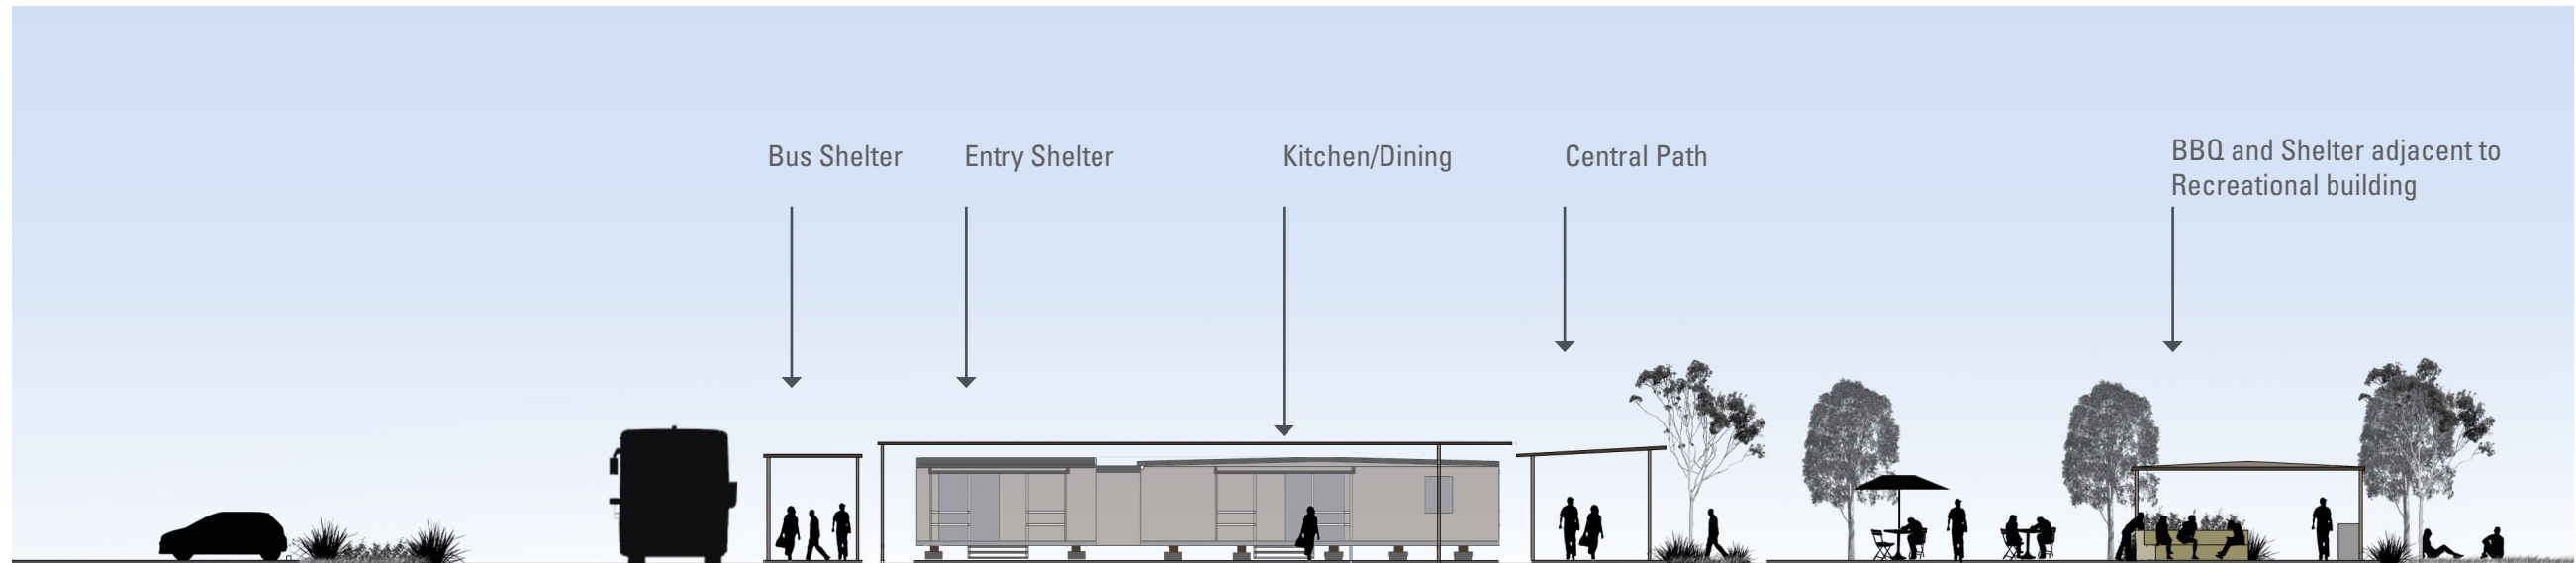 Bus Shelter
Entry Shelter
Kitchen/Dining
Central Path
BBQ and Shelter adjacent to
Recreational building